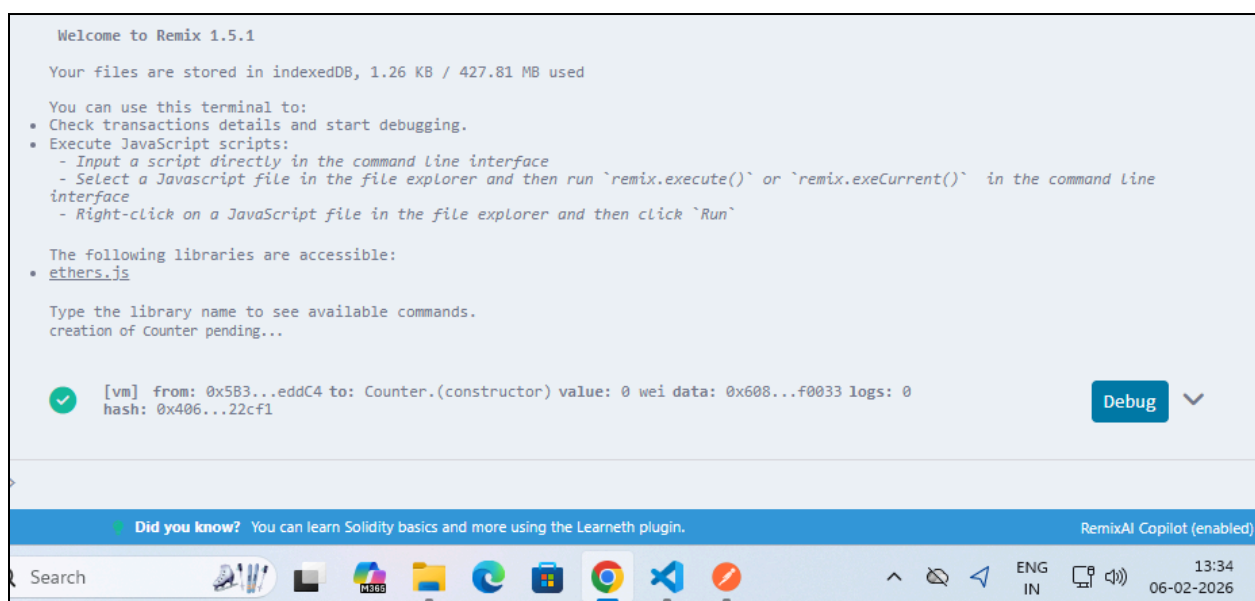 Welcome to Remix 1.5.1
Your files are stored in indexedDB, 1.26 KB / 427.81 MB used
You can use this terminal to:
• Check transactions details and start debugging.
• Execute JavaScript scripts:
- Input a script directly in the command line interface
- Select a Javascript file in the file explorer and then run `remix.execute()` or `remix.exeCurrent()` in the command line
interface
- Right-click on a JavaScript file in the file explorer and then click `Run`
The following libraries are accessible:
• ethers.js
Type the library name to see available commands.
creation of Counter pending...
[vm] from: 0x5B3...eddC4 to: Counter.(constructor) value: 0 wei data: 0x608...f0033 logs: 0
hash: 0x406...22cf1
Debug
>
Did you know? You can learn Solidity basics and more using the Learneth plugin.
RemixAI Copilot (enabled)
Search
M365
ENG
IN
13:34
06-02-2026